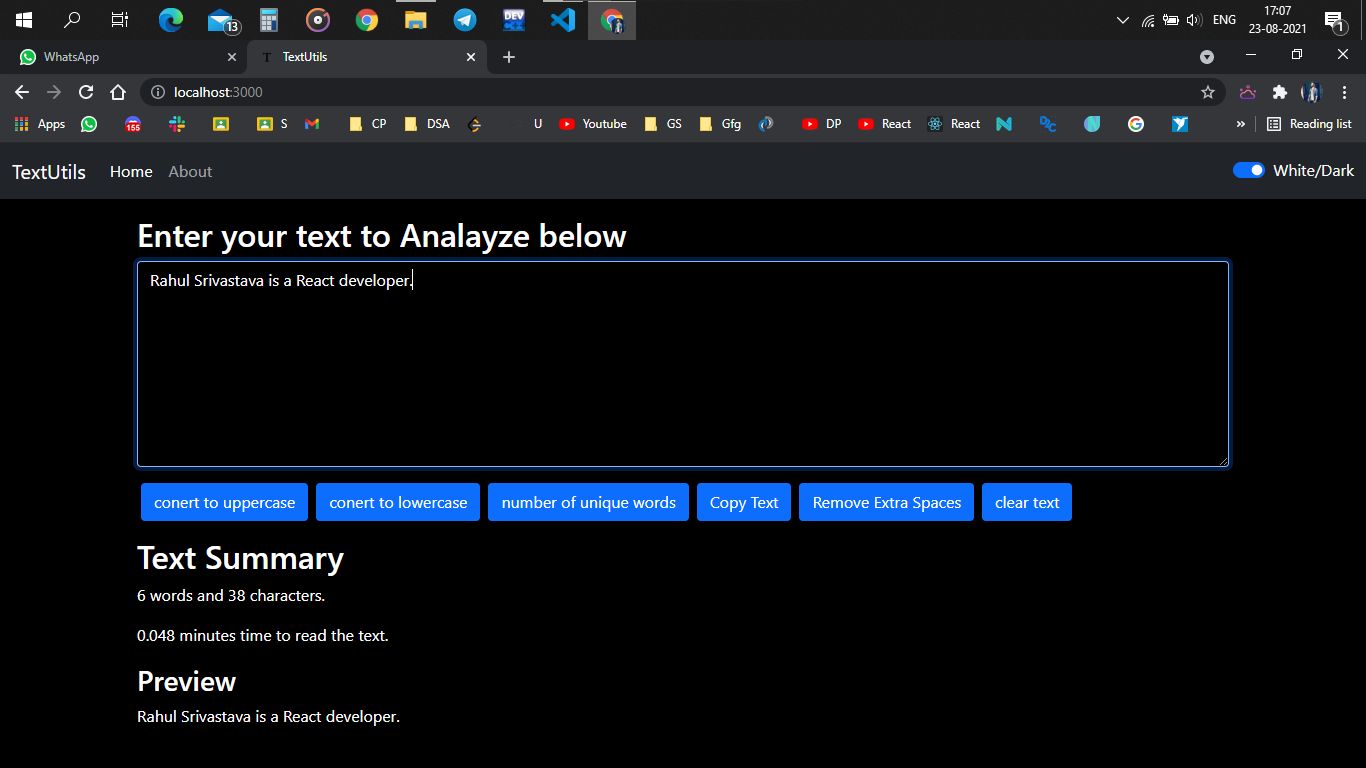 13
DEV
ENG
17:07
23-08-2021
1
WhatsApp
T TextUtils
localhost:3000
Apps
155
S
CP
DSA
U
Youtube
GS
Gfg
DP
React
React
»
Reading list
TextUtils Home About White/Dark
Enter your text to Analayze below
Rahul Srivastava is a React developer.
conert to uppercase conert to lowercase number of unique words Copy Text Remove Extra Spaces clear text
Text Summary
6 words and 38 characters.
0.048 minutes time to read the text.
Preview
Rahul Srivastava is a React developer.